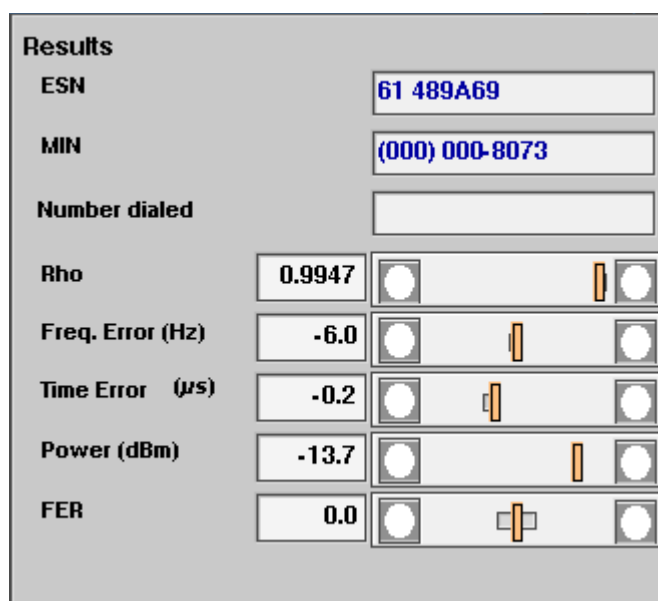 Results
ESN 61 489A69
MIN (000) 000-8073
Number dialed
Rho 0.9947
Freq. Error (Hz) -6.0
Time Error (µs) -0.2
Power (dBm) -13.7
FER 0.0